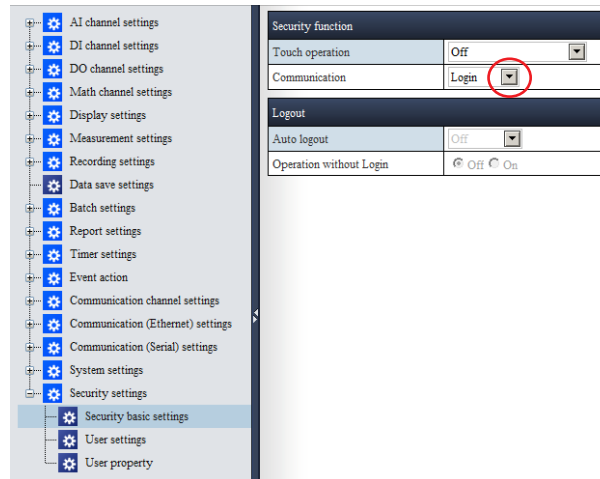 AI channel settings
DI channel settings
DO channel settings
Math channel settings
Display settings
Measurement settings
Recording settings
Data save settings
Batch settings
Report settings
Timer settings
Event action
Communication channel settings
Communication (Ethernet) settings
Communication (Serial) settings
System settings
Security settings
Security basic settings
User settings
User property
Security function
Touch operation Off
Communication Login
Logout
Auto logout Off
Operation without Login Off On